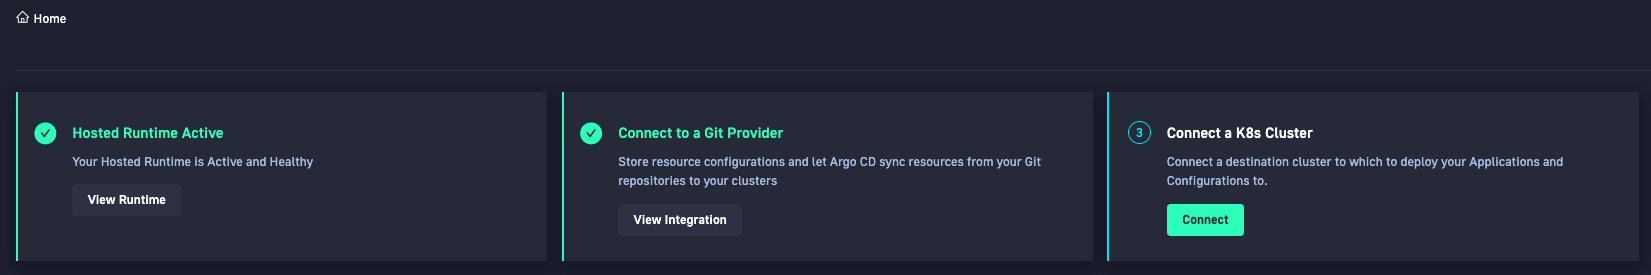 Home
Hosted Runtime Active
Your Hosted Runtime is Active and Healthy
View Runtime
Connect to a Git Provider
Store resource configurations and let Argo CD sync resources from your Git
repositories to your clusters
View Integration
3
Connect a K8s Cluster
Connect a destination cluster to which to deploy your Applications and
Configurations to.
Connect